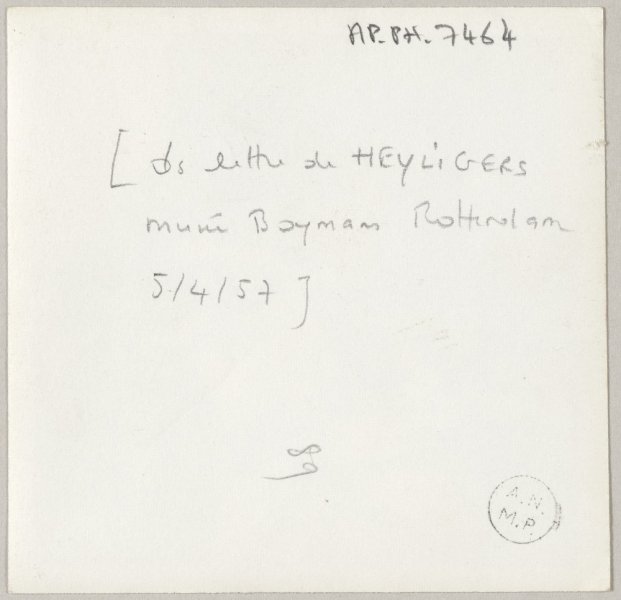 AP.PH. 7464
[ ds lettre de HEYLIGERS
musée Boymans Rotterdam
5/4/57 ]
A.N.
M.P.